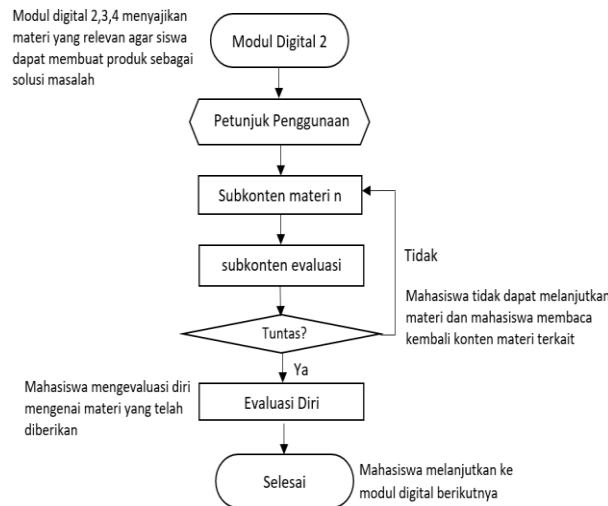 Modul digital 2,3,4 menyajikan
materi yang relevan agar siswa
dapat membuat produk sebagai
solusi masalah
Modul Digital 2
Petunjuk Penggunaan
Subkonten materi n
subkonten evaluasi
Tidak
Mahasiswa tidak dapat melanjutkan
materi dan mahasiswa membaca
kembali konten materi terkait
Tuntas?
Ya
Mahasiswa mengevaluasi diri
mengenai materi yang telah
diberikan
Evaluasi Diri
Selesai
Mahasiswa melanjutkan ke
modul digital berikutnya